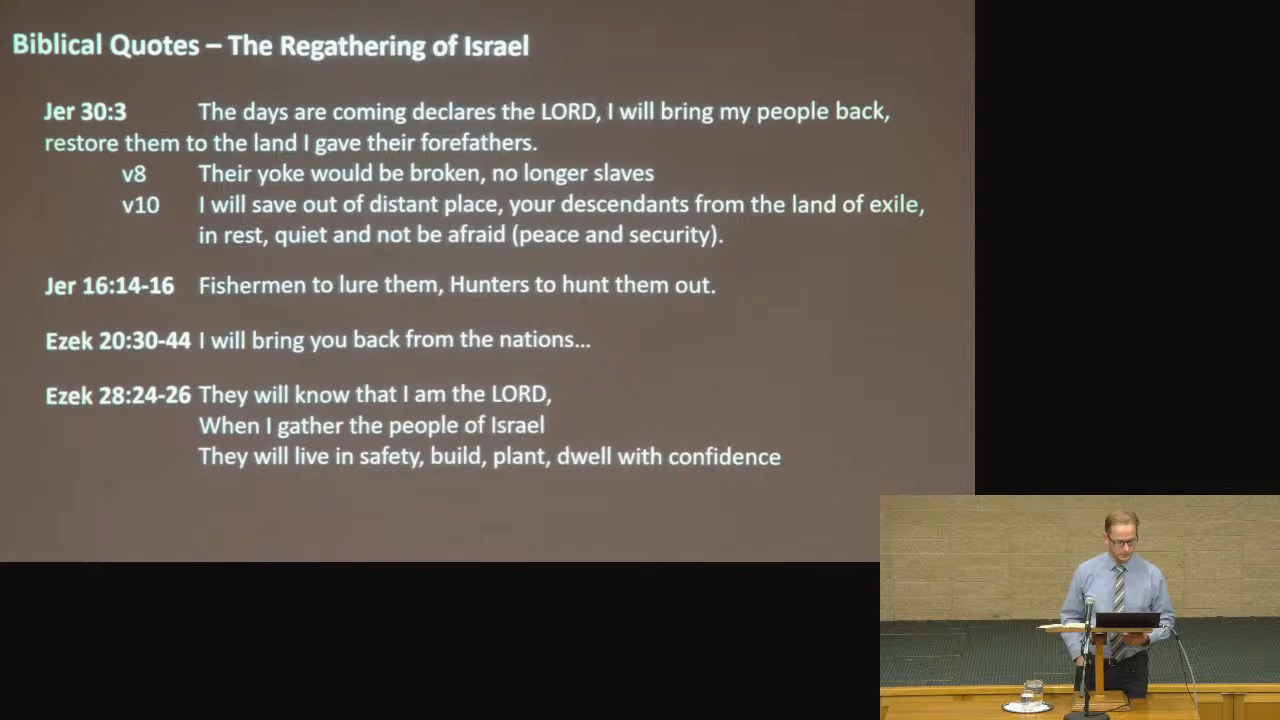 Biblical Quotes – The Regathering of Israel
Jer 30:3 The days are coming declares the LORD, I will bring my people back,
restore them to the land I gave their forefathers.
v8 Their yoke would be broken, no longer slaves
v10 I will save out of distant place, your descendants from the land of exile,
in rest, quiet and not be afraid (peace and security).
Jer 16:14-16 Fishermen to lure them, Hunters to hunt them out.
Ezek 20:30-44 I will bring you back from the nations...
Ezek 28:24-26 They will know that I am the LORD,
When I gather the people of Israel
They will live in safety, build, plant, dwell with confidence